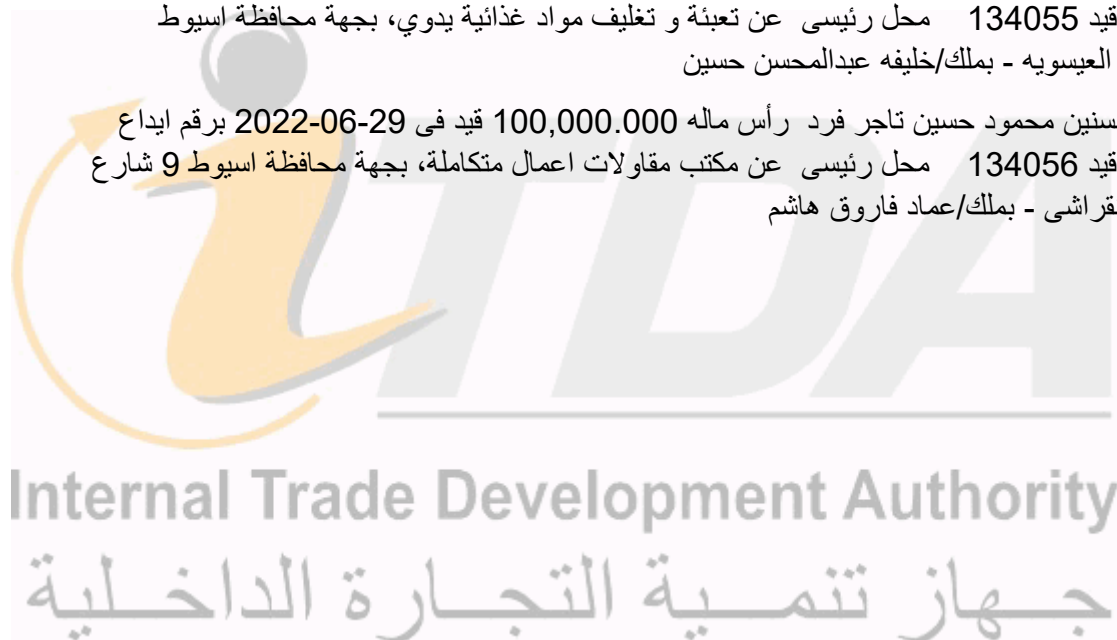 قيد 134055 محل رئيسى عن تعبئة و تغليف مواد غذائية يدوي، بجهة محافظة اسيوط
العيسويه - بملك/خليفه عبدالمحسن حسين
سنين محمود حسين تاجر فرد رأس ماله 100,000.000 قيد فى 29-06-2022 برقم ايداع
قيد 134056 محل رئيسى عن مكتب مقاولات اعمال متكاملة، بجهة محافظة اسيوط 9 شارع
قراشى - بملك/عماد فاروق هاشم
iTDA
Internal Trade Development Authority
جهاز تنمية التجارة الداخلية